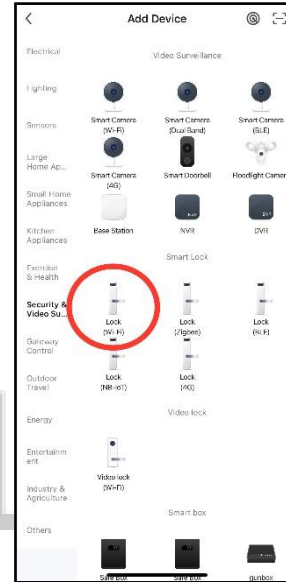 Add Device
Electrical
Lighting
Sensors
Large
Home Ap...
Small Home
Appliances
Kitchen
Appliances
Exercise
& Health
Security &
Video Su...
Gateway
Control
Outdoor
Travel
Energy
Entertainm
ent
Industry &
Agriculture
Others
Video Surveillance
Smart Camera
(Wi-Fi)
Smart Camera
(Dual Band)
Smart Camera
(BLE)
Smart Camera
(4G)
Smart Doorbell
Floodlight Camer
Base Station
NVR
DVR
Smart Lock
Lock
(Wi-Fi)
Lock
(Zigbee)
Lock
(BLE)
Lock
(NB-IoT)
Lock
(4G)
Video lock
Video lock
(Wi-Fi)
Smart box
Safe Box
Safe Box
gunbox